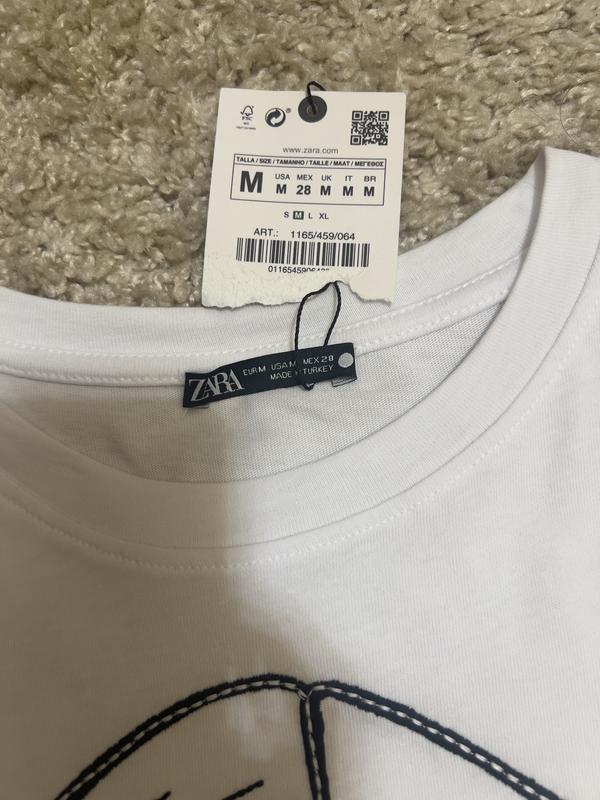 FSC
www.zara.com
TALLA / SIZE / TAMANHO / TAILLE / MAAT / ΜΕΓΕΘΟΣ
M
USA MEX UK IT BR
M 28 M M M
S M L XL
ART.: 1165/459/064
ZARA
EUR M USA M MEX 28
MADE IN TURKEY